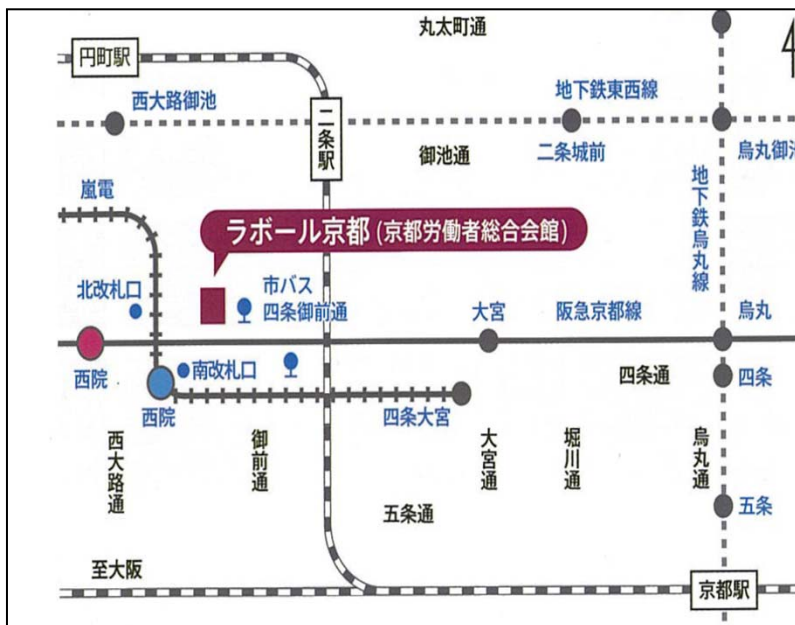 丸太町通
円町駅
西大路御池
地下鉄東西線
二条駅
御池通
二条城前
烏丸御池
嵐電
地下鉄烏丸線
ラボール京都 (京都労働者総合会館)
北改札口
市バス
四条御前通
大宮
阪急京都線
烏丸
西院
南改札口
四条通
四条
西院
四条大宮
西大路通
御前通
大宮通
堀川通
烏丸通
五条通
五条
至大阪
京都駅